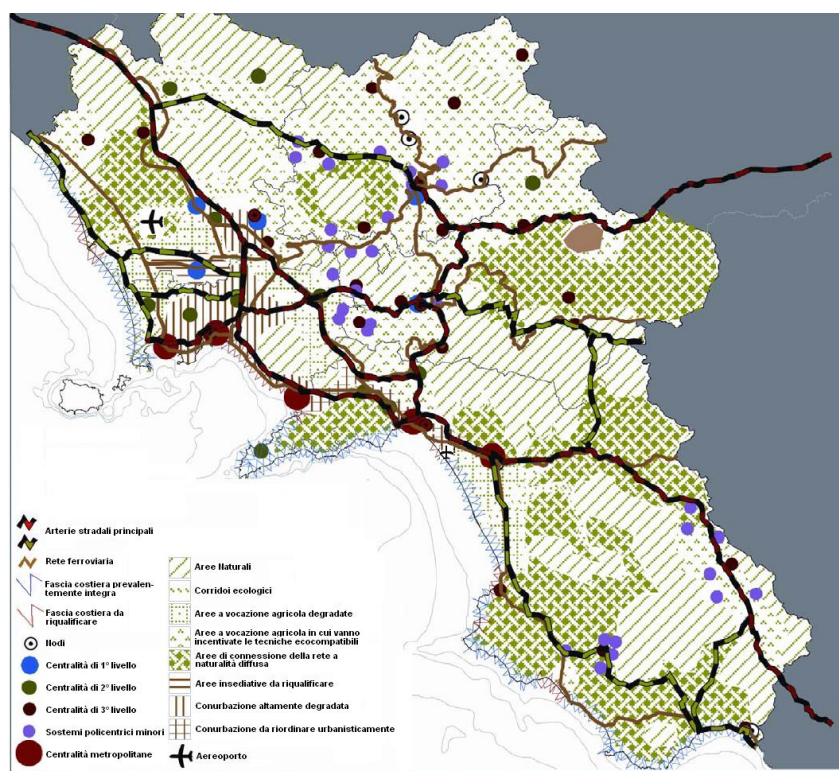 Arterie stradali principali
Rete ferroviaria
Fascia costiera prevalen-
temente integra
Fascia costiera da
riqualificare
Nodi
Centralità di 1° livello
Centralità di 2° livello
Centralità di 3° livello
Sostemi policentrici minori
Centralità metropolitane
Aree Naturali
Corridoi ecologici
Aree a vocazione agricola degradate
Aree a vocazione agricola in cui vanno
incentivate le tecniche ecocompatibili
Aree di connessione della rete a
naturalità diffusa
Aree insediative da riqualificare
Conurbazione altamente degradata
Conurbazione da riordinare urbanisticamente
Aereoporto